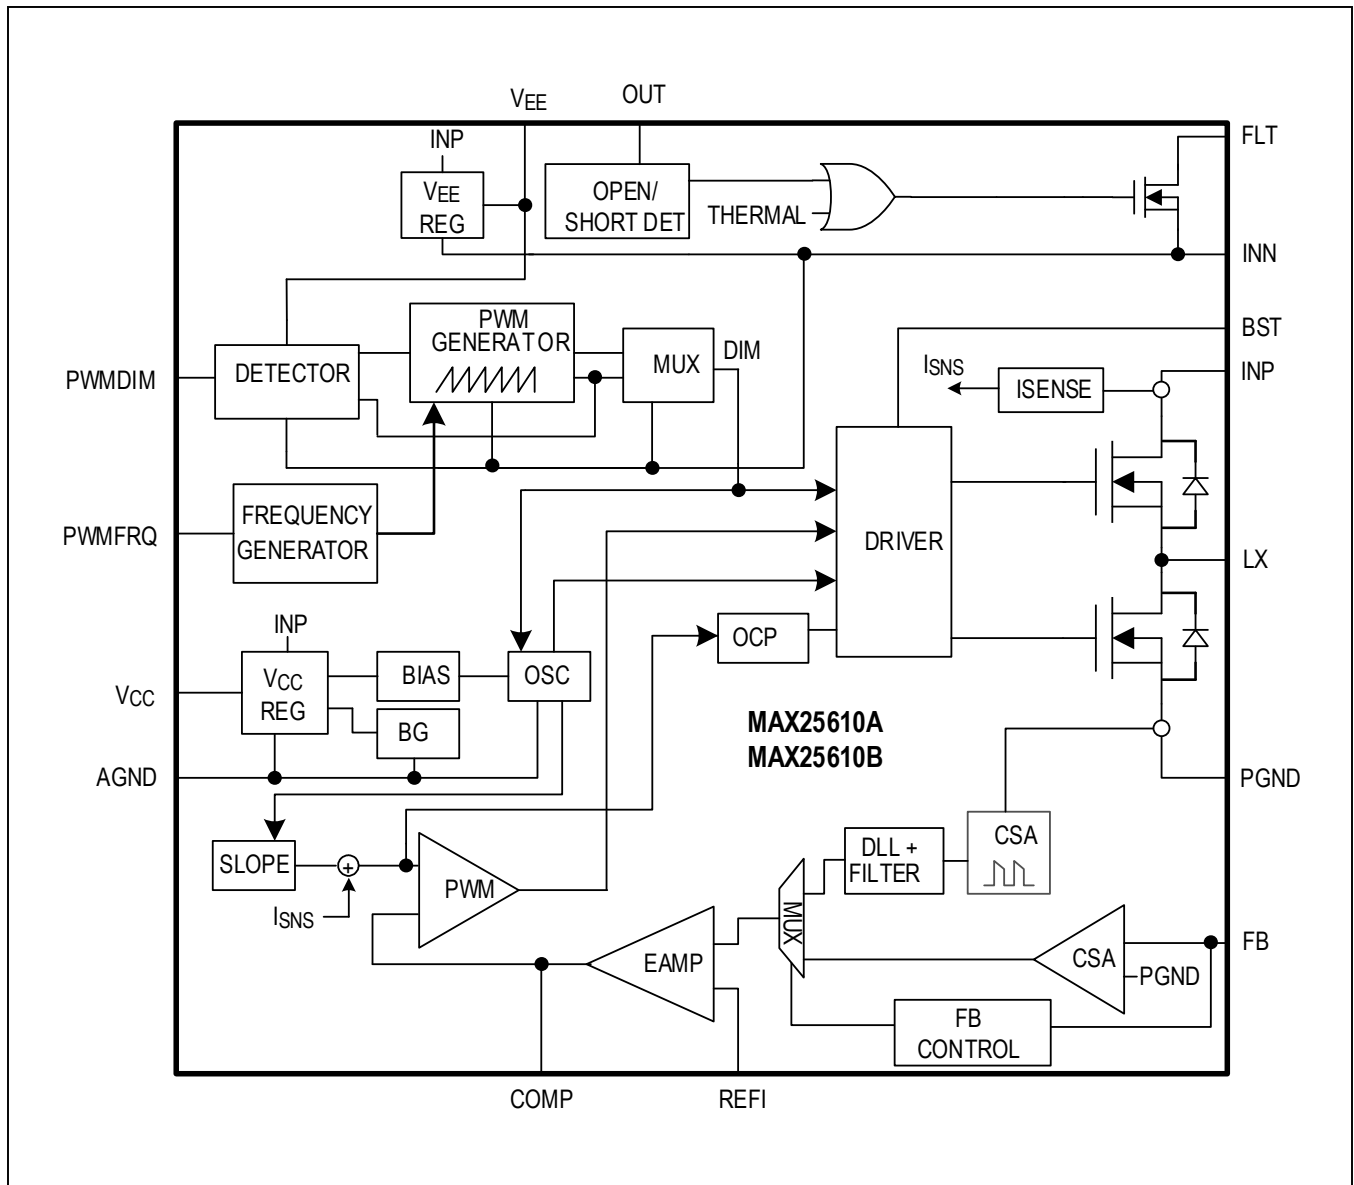 VEE
OUT
INP
VEE
REG
OPEN/
SHORT DET
THERMAL
FLT
INN
BST
INP
PWMDIM
DETECTOR
PWM
GENERATOR
MUX
DIM
ISNS
ISENSE
PWMFRQ
FREQUENCY
GENERATOR
DRIVER
LX
INP
VCC
VCC
REG
BIAS
BG
OSC
OCP
MAX25610A
MAX25610B
AGND
PGND
SLOPE
+
ISNS
PWM
DLL +
FILTER
CSA
MUX
EAMP
CSA
PGND
FB
FB
CONTROL
COMP
REFI